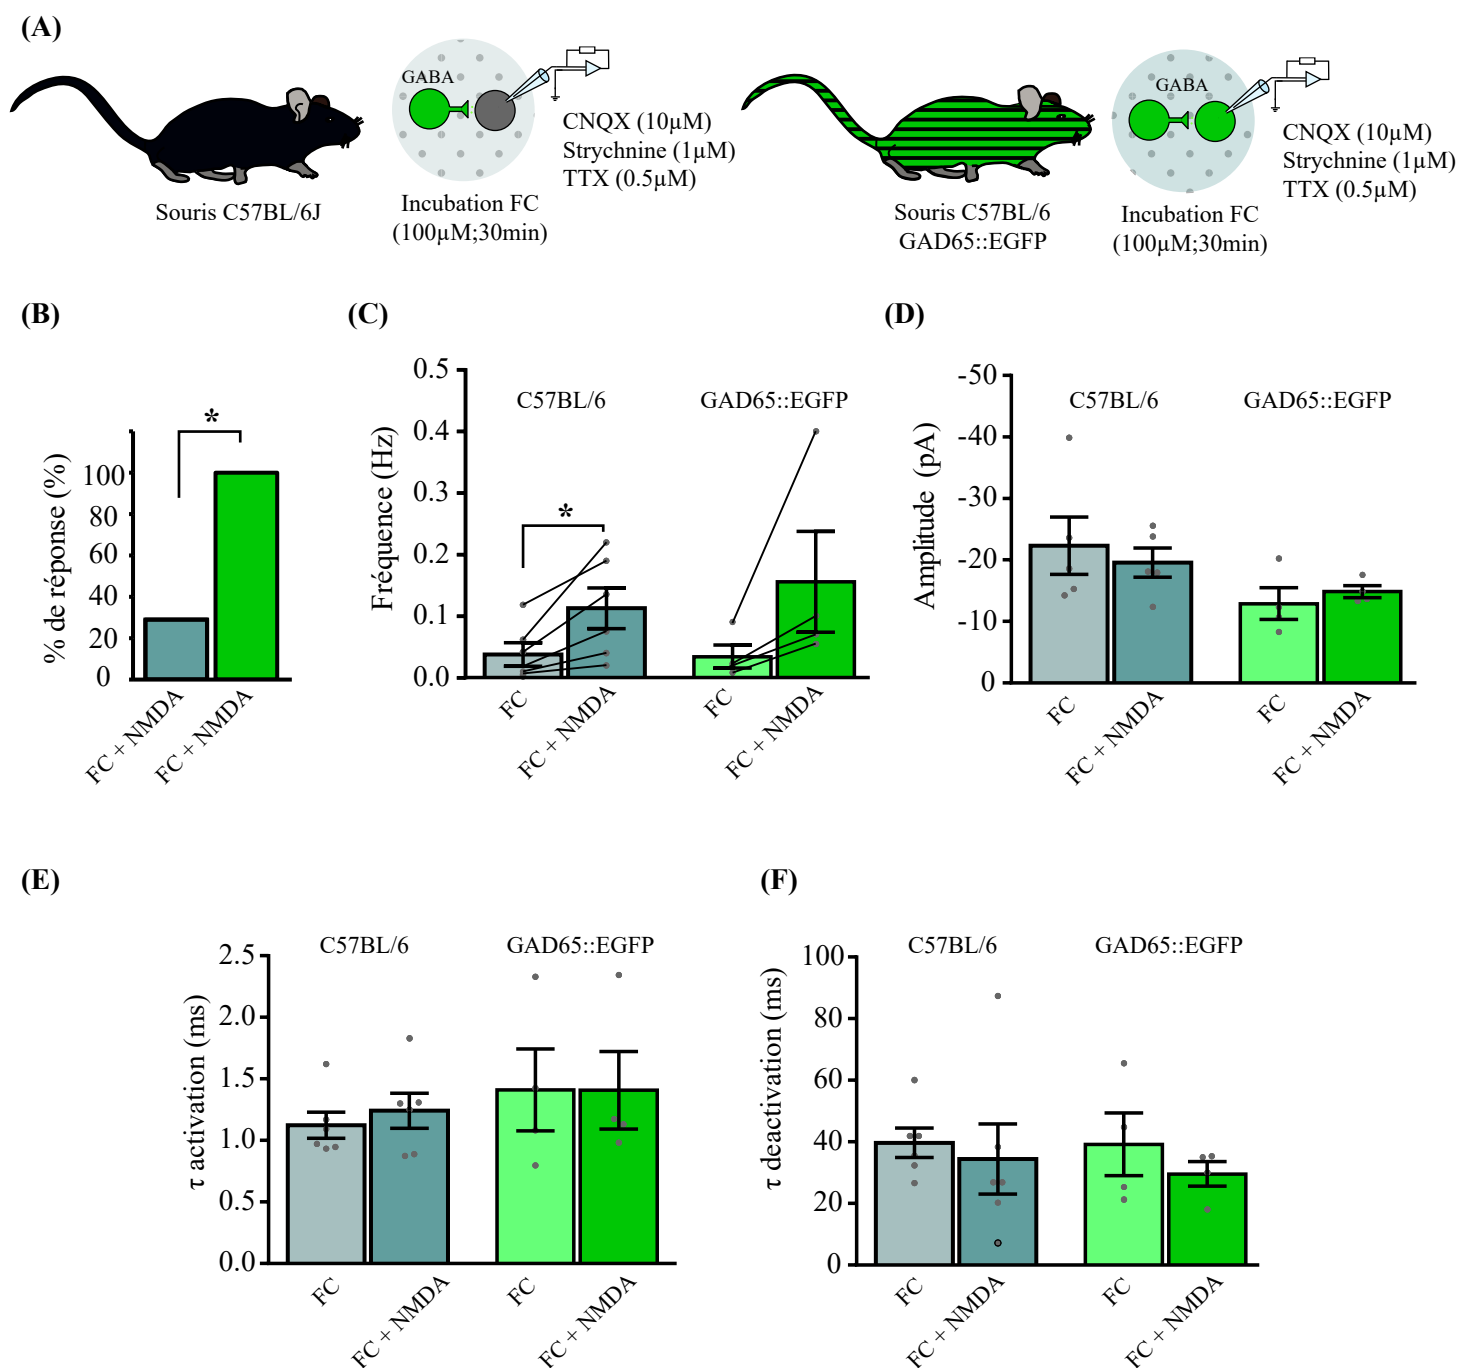 (A)
GABA
CNQX (10µM)
Strychnine (1µM)
TTX (0.5µM)
Souris C57BL/6J
Incubation FC
(100µM;30min)
GABA
CNQX (10µM)
Strychnine (1µM)
TTX (0.5µM)
Souris C57BL/6
GAD65::EGFP
Incubation FC
(100µM;30min)
(B)
% de réponse (%)
100
80
60
40
20
0
*
FC + NMDA
FC + NMDA
(C)
Fréquence (Hz)
0.5
0.4
0.3
0.2
0.1
0.0
C57BL/6
GAD65::EGFP
*
FC
FC + NMDA
FC
FC + NMDA
(D)
Amplitude (pA)
-50
-40
-30
-20
-10
0
C57BL/6
GAD65::EGFP
FC
FC + NMDA
FC
FC + NMDA
(E)
τ activation (ms)
2.5
2.0
1.5
1.0
0.5
0.0
C57BL/6
GAD65::EGFP
FC
FC + NMDA
FC
FC + NMDA
(F)
τ deactivation (ms)
100
80
60
40
20
0
C57BL/6
GAD65::EGFP
FC
FC + NMDA
FC
FC + NMDA